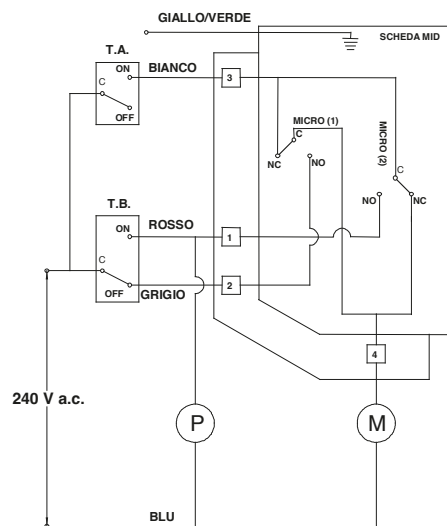 GIALLO/VERDE
SCHEDA MID
T.A.
ON
BIANCO
C
OFF
3
MICRO (1)
C
NC
NO
MICRO (2)
C
NO
NC
T.B.
ON
ROSSO
1
C
OFF
GRIGIO
2
4
240 V a.c.
P
M
BLU